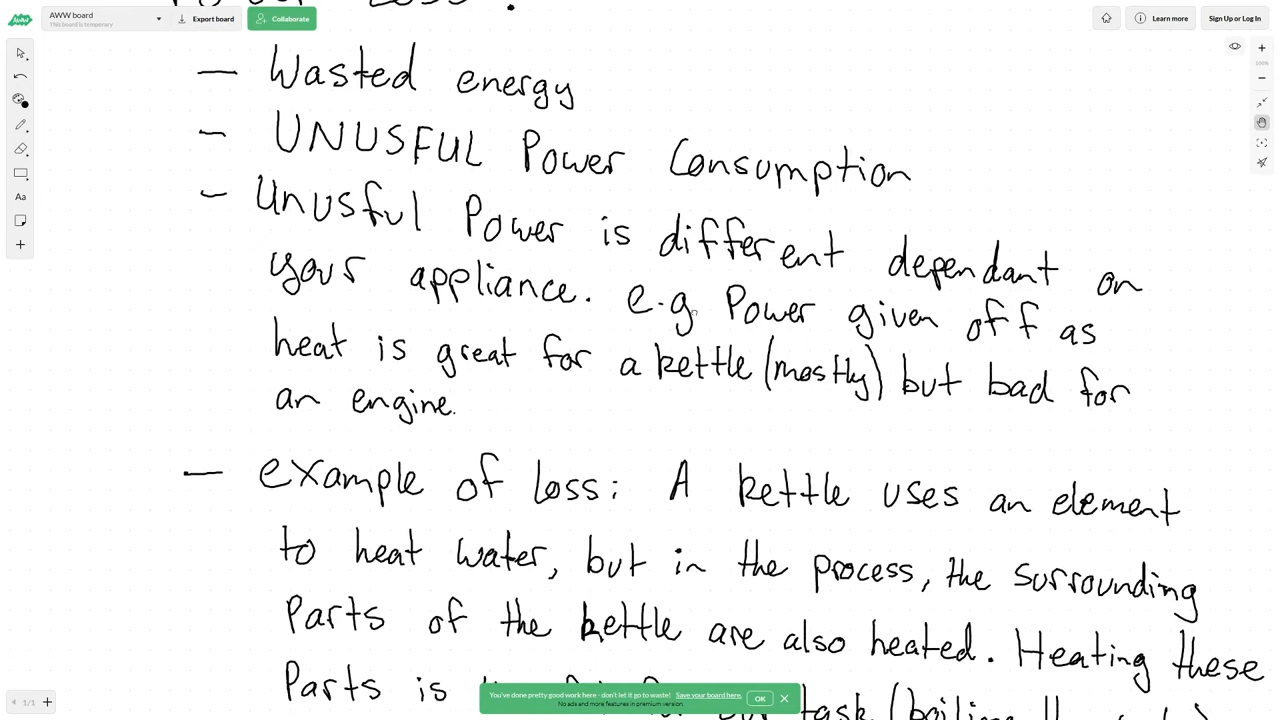 AWW board
This board is temporary
Export board
Collaborate
Learn more
Sign Up or Log In
100%
– Wasted energy
– UNUSFUL Power Consumption
– Unusful Power is different dependant on
your appliance. e.g. Power given off as
heat is great for a kettle (mostly) but bad for
an engine.
– example of loss: A kettle uses an element
to heat water, but in the process, the surrounding
Parts of the kettle are also heated. Heating these
Parts is task (boiling
Aa
1/1
You've done pretty good work here - don't let it go to waste! Save your board here.
No ads and more features in premium version.
OK